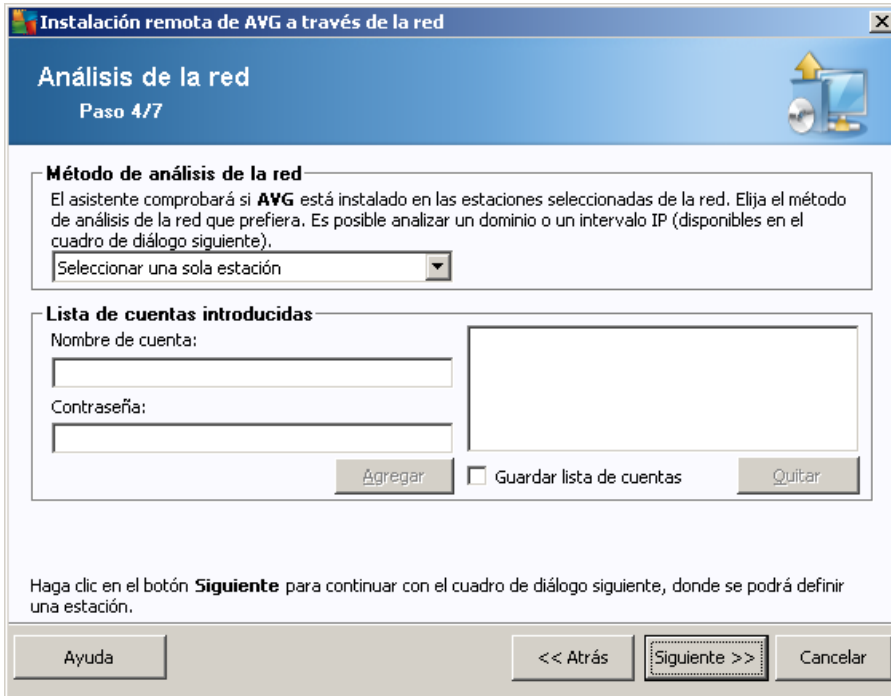 Instalación remota de AVG a través de la red
Análisis de la red
Paso 4/7
Método de análisis de la red
El asistente comprobará si AVG está instalado en las estaciones seleccionadas de la red. Elija el método
de análisis de la red que prefiera. Es posible analizar un dominio o un intervalo IP (disponibles en el
cuadro de diálogo siguiente).
Seleccionar una sola estación
Lista de cuentas introducidas
Nombre de cuenta:
Contraseña:
Agregar
Guardar lista de cuentas
Quitar
Haga clic en el botón Siguiente para continuar con el cuadro de diálogo siguiente, donde se podrá definir
una estación.
Ayuda
<< Atrás
Siguiente >>
Cancelar